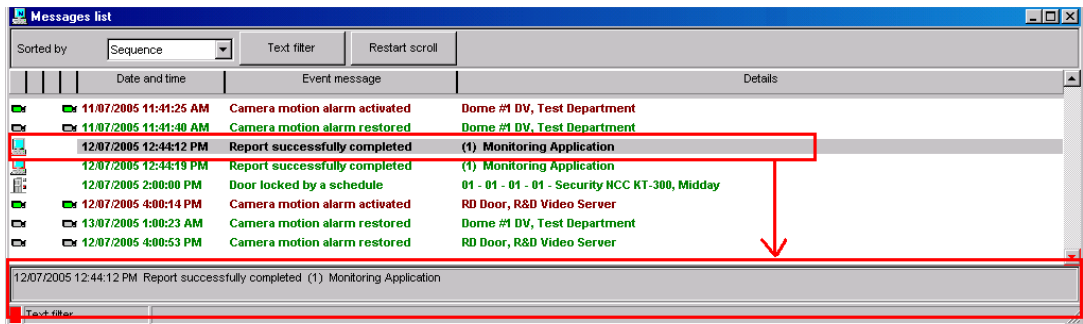 Messages list
Sorted by Sequence Text filter Restart scroll
Date and time Event message Details
11/07/2005 11:41:25 AM Camera motion alarm activated Dome #1 DV, Test Department
11/07/2005 11:41:40 AM Camera motion alarm restored Dome #1 DV, Test Department
12/07/2005 12:44:12 PM Report successfully completed (1) Monitoring Application
12/07/2005 12:44:19 PM Report successfully completed (1) Monitoring Application
12/07/2005 2:00:00 PM Door locked by a schedule 01 - 01 - 01 - 01 - Security NCC KT-300, Midday
12/07/2005 4:00:14 PM Camera motion alarm activated RD Door, R&D Video Server
13/07/2005 1:00:23 AM Camera motion alarm restored Dome #1 DV, Test Department
12/07/2005 4:00:53 PM Camera motion alarm restored RD Door, R&D Video Server
12/07/2005 12:44:12 PM Report successfully completed (1) Monitoring Application
Text filter